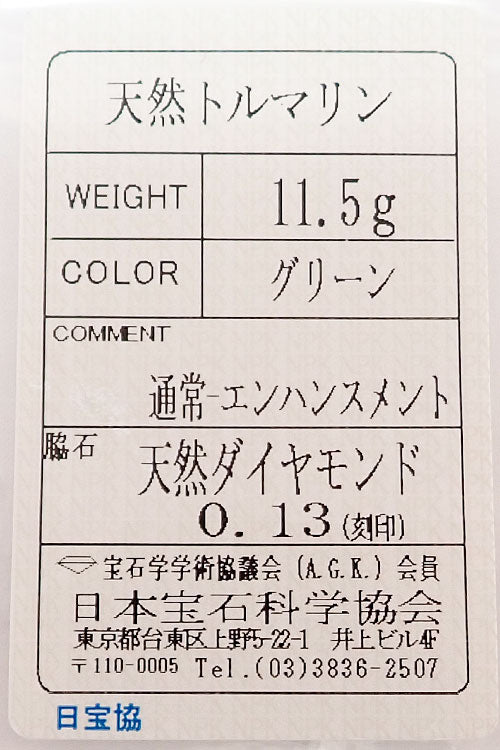 天然トルマリン
WEIGHT 11.5g
COLOR グリーン
COMMENT
通常-エンハンスメント
脇石 天然ダイヤモンド
0.13(刻印)
宝石学学術協議会(A.G.K.)会員
日本宝石科学協会
東京都台東区上野5-22-1 井上ビル4F
〒110-0005 Tel.(03)3836-2507
日宝協